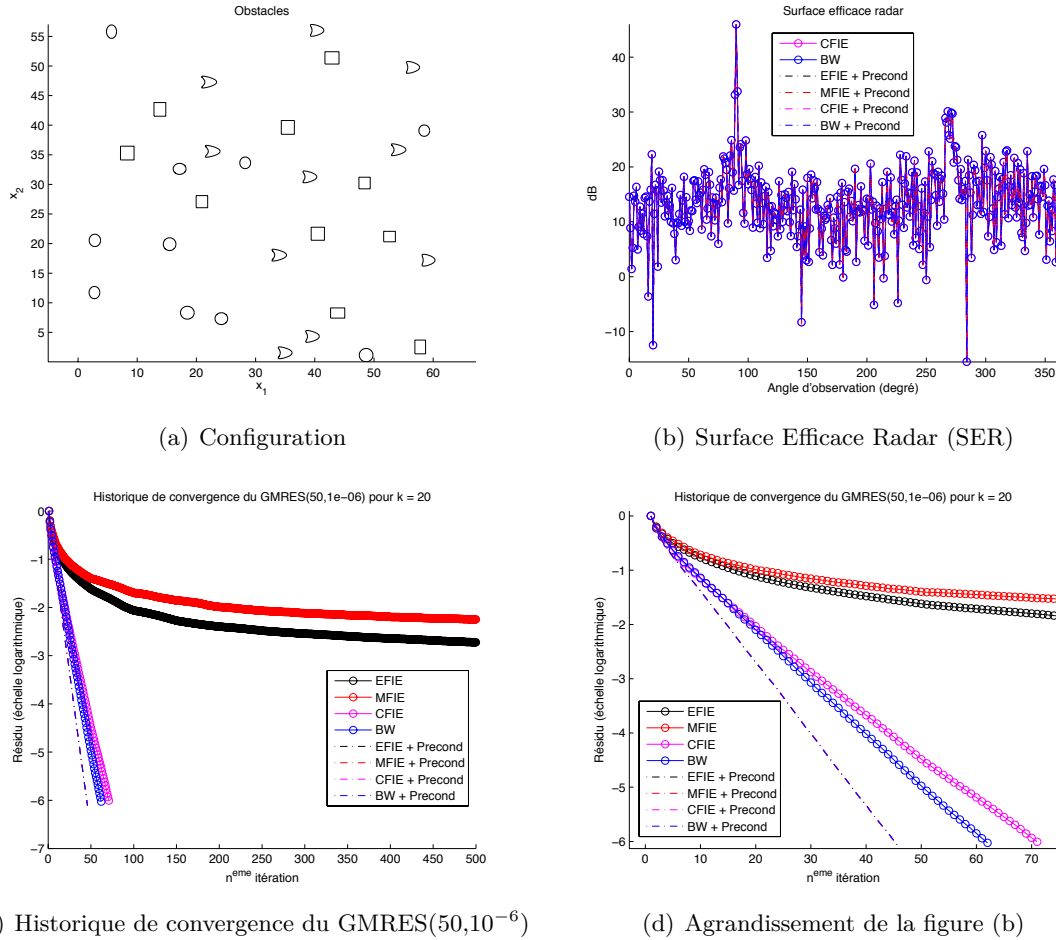 Obstacles
55
50
45
40
35
30
25
20
15
10
5
x_2
0 10 20 30 40 50 60
x_1
(a) Configuration
Surface efficace radar
CFIE
BW
EFIE + Precond
MFIE + Precond
CFIE + Precond
BW + Precond
40
30
20
10
0
−10
dB
0 50 100 150 200 250 300 350
Angle d'observation (degré)
(b) Surface Efficace Radar (SER)
Historique de convergence du GMRES(50,1e−06) pour k = 20
0
−1
−2
−3
−4
−5
−6
−7
Résidu (échelle logarithmique)
EFIE
MFIE
CFIE
BW
EFIE + Precond
MFIE + Precond
CFIE + Precond
BW + Precond
0 50 100 150 200 250 300 350 400 450 500
n^eme itération
) Historique de convergence du GMRES(50,10^−6)
Historique de convergence du GMRES(50,1e−06) pour k = 20
0
−1
−2
−3
−4
−5
−6
Résidu (échelle logarithmique)
EFIE
MFIE
CFIE
BW
EFIE + Precond
MFIE + Precond
CFIE + Precond
BW + Precond
0 10 20 30 40 50 60 70
n^eme itération
(d) Agrandissement de la figure (b)